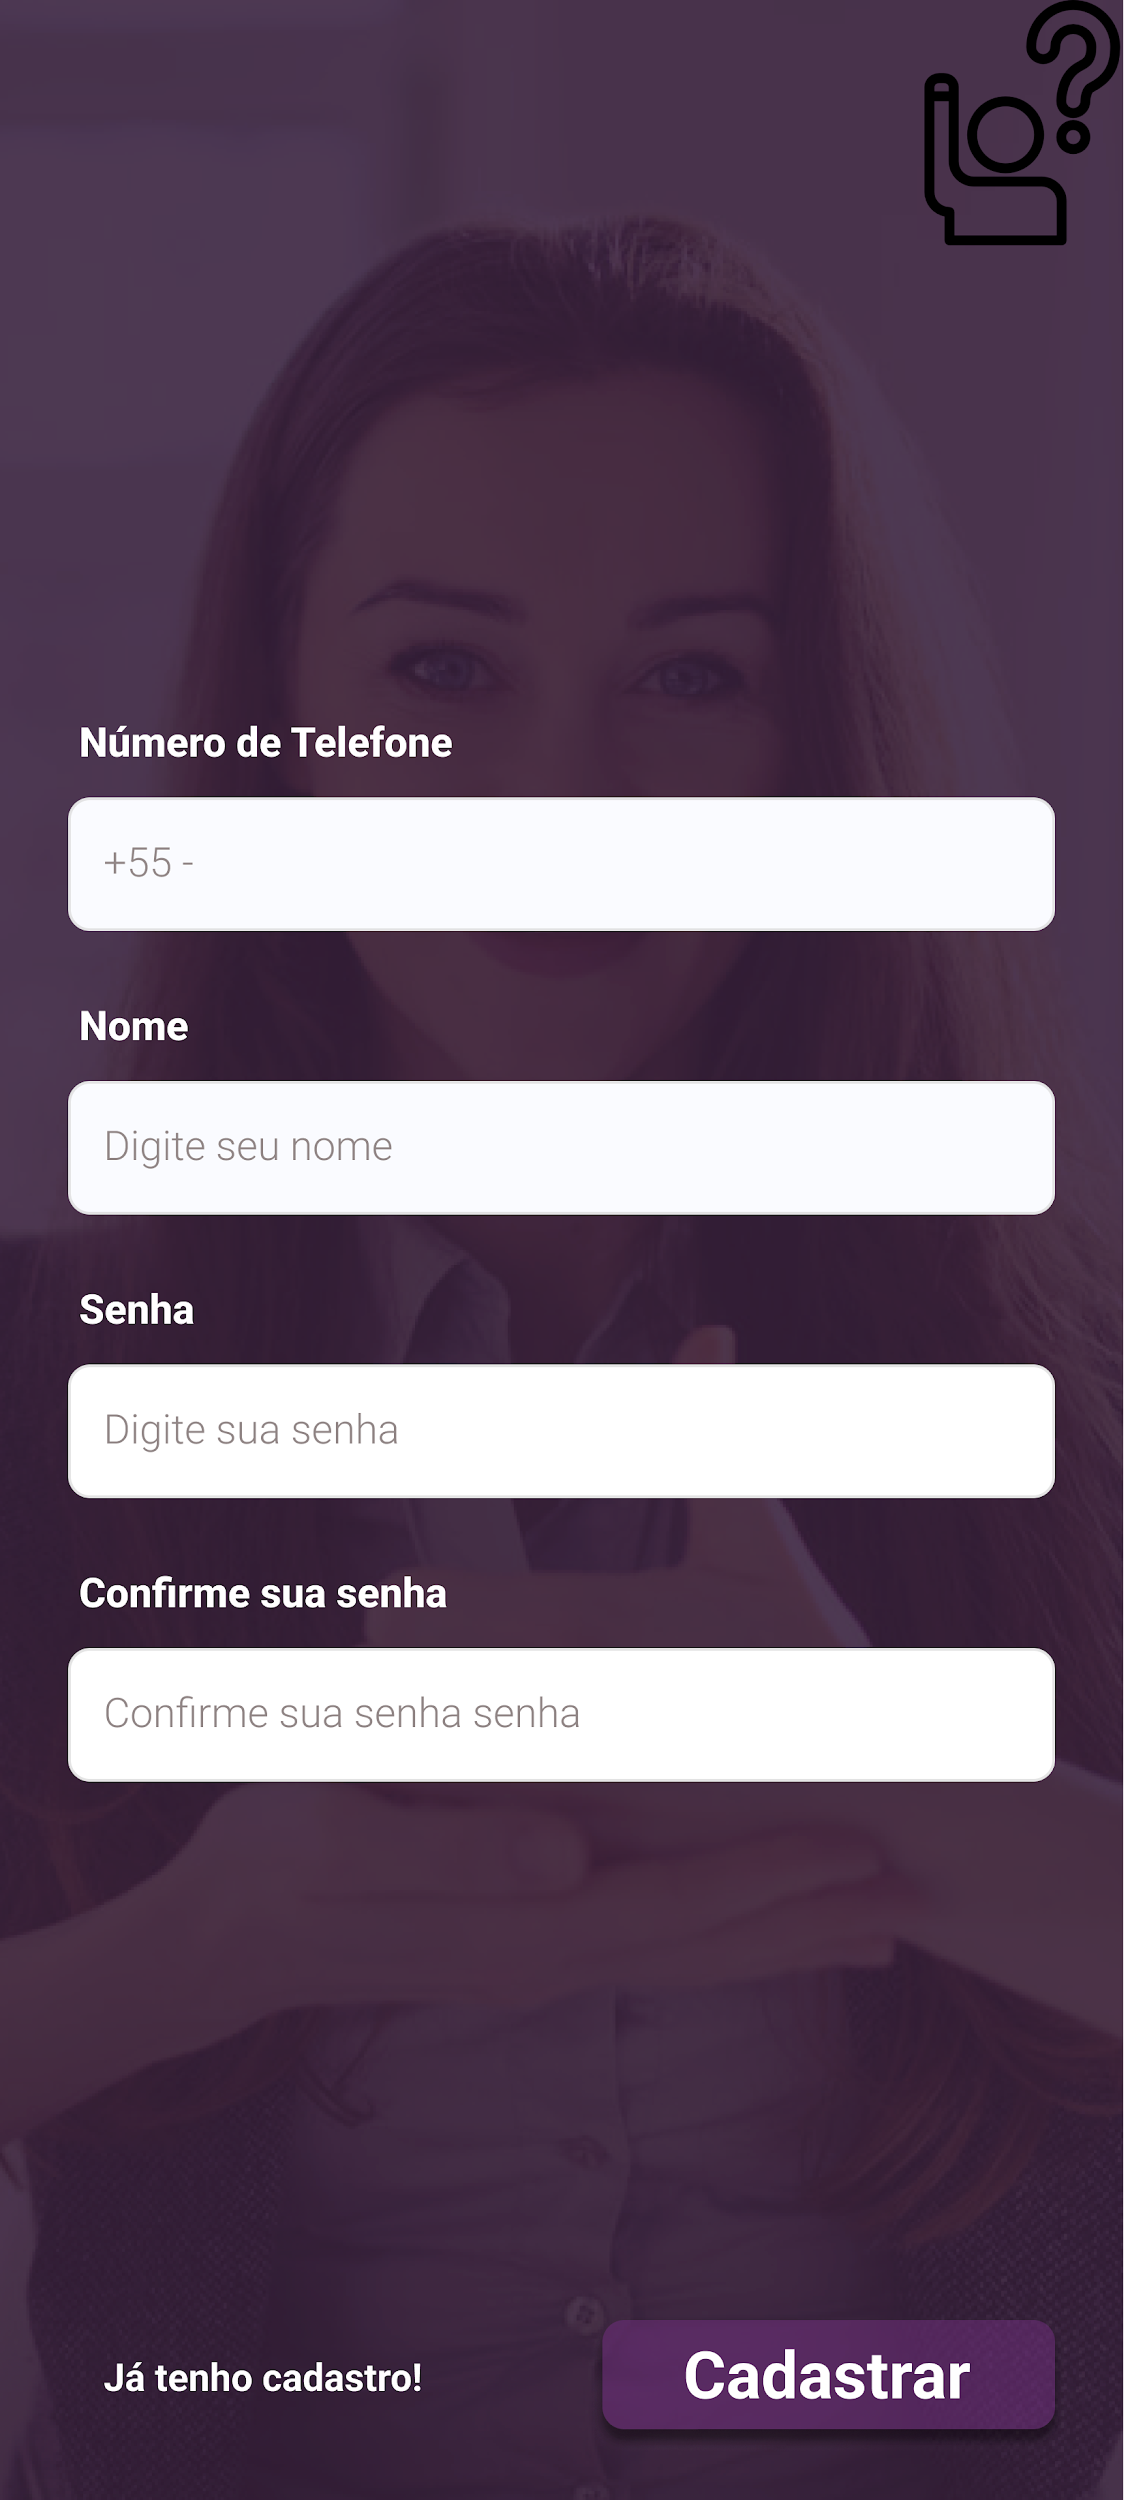 Número de Telefone
+55 -
Nome
Digite seu nome
Senha
Digite sua senha
Confirme sua senha
Confirme sua senha senha
Já tenho cadastro!
Cadastrar